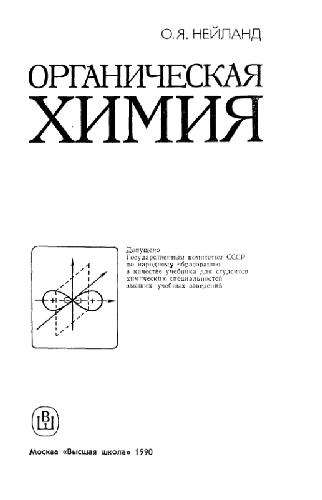 О.Я. НЕЙЛАНД
ОРГАНИЧЕСКАЯ
ХИМИЯ
Допущено
Государственным комитетом СССР
по народному образованию
в качестве учебника для студентов
химических специальностей
высших учебных заведений
Москва «Высшая школа» 1990